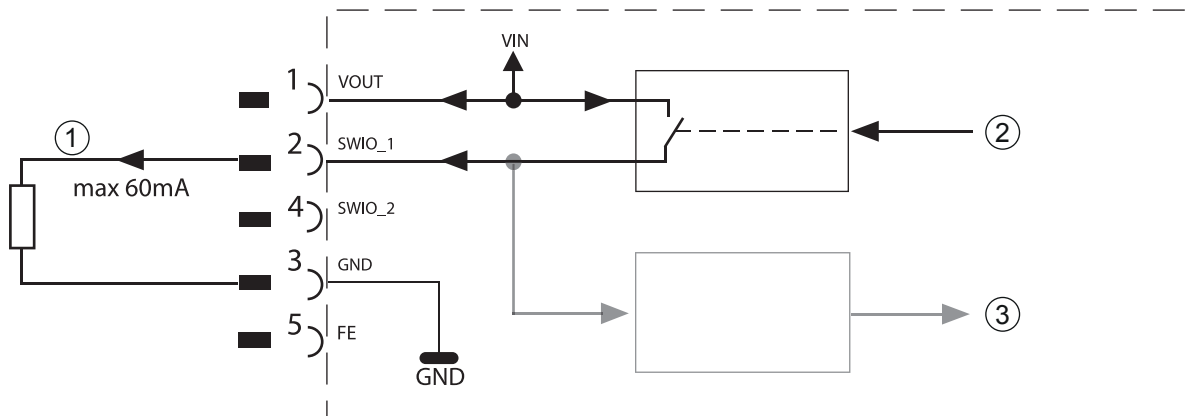 VIN
1 VOUT
① 2 SWIO_1 ②
max 60mA
4 SWIO_2
3 GND
③
5 FE
GND